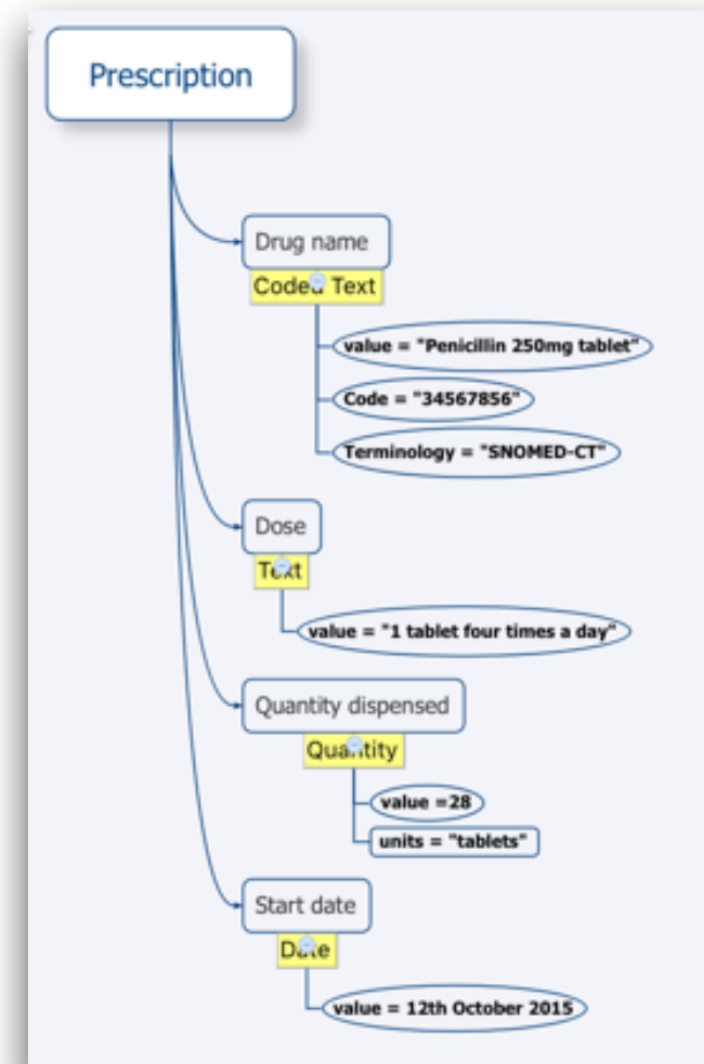 Prescription
Drug name
Coded Text
value = "Penicillin 250mg tablet"
Code = "34567856"
Terminology = "SNOMED-CT"
Dose
Text
value = "1 tablet four times a day"
Quantity dispensed
Quantity
value =28
units = "tablets"
Start date
Date
value = 12th October 2015